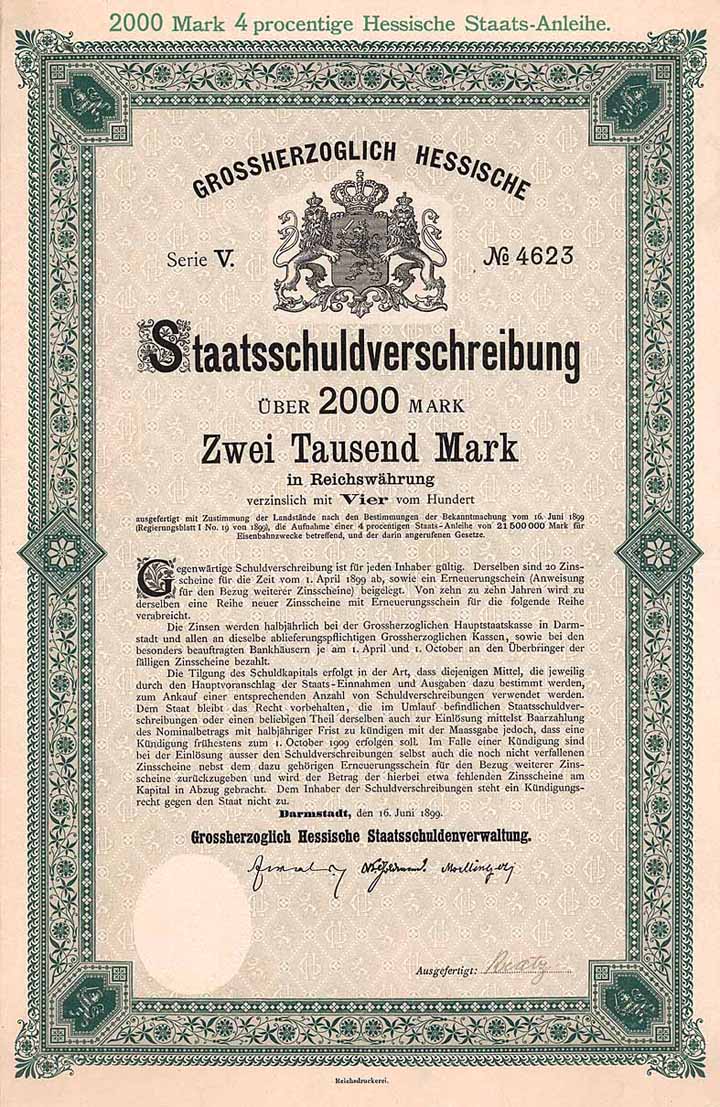 2000 Mark 4 procentige Hessische Staats-Anleihe.
GROSSHERZOGLICH HESSISCHE
Serie V.
№ 4623
Staatsschuldverschreibung
ÜBER 2000 MARK
Zwei Tausend Mark
in Reichswährung
verzinslich mit Vier vom Hundert
ausgefertigt mit Zustimmung der Landstände nach den Bestimmungen der Bekanntmachung vom 16. Juni 1899
(Regierungsblatt I No. 19 von 1899), die Aufnahme einer 4 procentigen Staats-Anleihe von 21 500 000 Mark für
Eisenbahnzwecke betreffend, und der darin angerufenen Gesetze.
Gegenwärtige Schuldverschreibung ist für jeden Inhaber gültig. Derselben sind 20 Zins-
scheine für die Zeit vom 1. April 1899 ab, sowie ein Erneuerungschein (Anweisung
für den Bezug weiterer Zinsscheine) beigelegt. Von zehn zu zehn Jahren wird zu
derselben eine Reihe neuer Zinsscheine mit Erneuerungsschein für die folgende Reihe
verabreicht.
Die Zinsen werden halbjährlich bei der Grossherzoglichen Hauptstaatskasse in Darm-
stadt und allen an dieselbe ablieferungspflichtigen Grossherzoglichen Kassen, sowie bei den
besonders beauftragten Bankhäusern je am 1. April und 1. October an den Überbringer der
fälligen Zinsscheine bezahlt.
Die Tilgung des Schuldkapitals erfolgt in der Art, dass diejenigen Mittel, die jeweilig
durch den Hauptvoranschlag der Staats-Einnahmen und Ausgaben dazu bestimmt werden,
zum Ankauf einer entsprechenden Anzahl von Schuldverschreibungen verwendet werden.
Dem Staat bleibt das Recht vorbehalten, die im Umlauf befindlichen Staatsschuldver-
schreibungen oder einen beliebigen Theil derselben auch zur Einlösung mittelst Baarzahlung
des Nominalbetrags mit halbjähriger Frist zu kündigen mit der Maassgabe jedoch, dass eine
Kündigung frühestens zum 1. October 1909 erfolgen soll. Im Falle einer Kündigung sind
bei der Einlösung ausser den Schuldverschreibungen selbst auch die noch nicht verfallenen
Zinsscheine nebst dem dazu gehörigen Erneuerungsschein für den Bezug weiterer Zins-
scheine zurückzugeben und wird der Betrag der hierbei etwa fehlenden Zinsscheine am
Kapital in Abzug gebracht. Dem Inhaber der Schuldverschreibungen steht ein Kündigungs-
recht gegen den Staat nicht zu.
Darmstadt, den 16. Juni 1899.
Grossherzoglich Hessische Staatsschuldenverwaltung.
Ausgefertigt:
Reichsdruckerei.